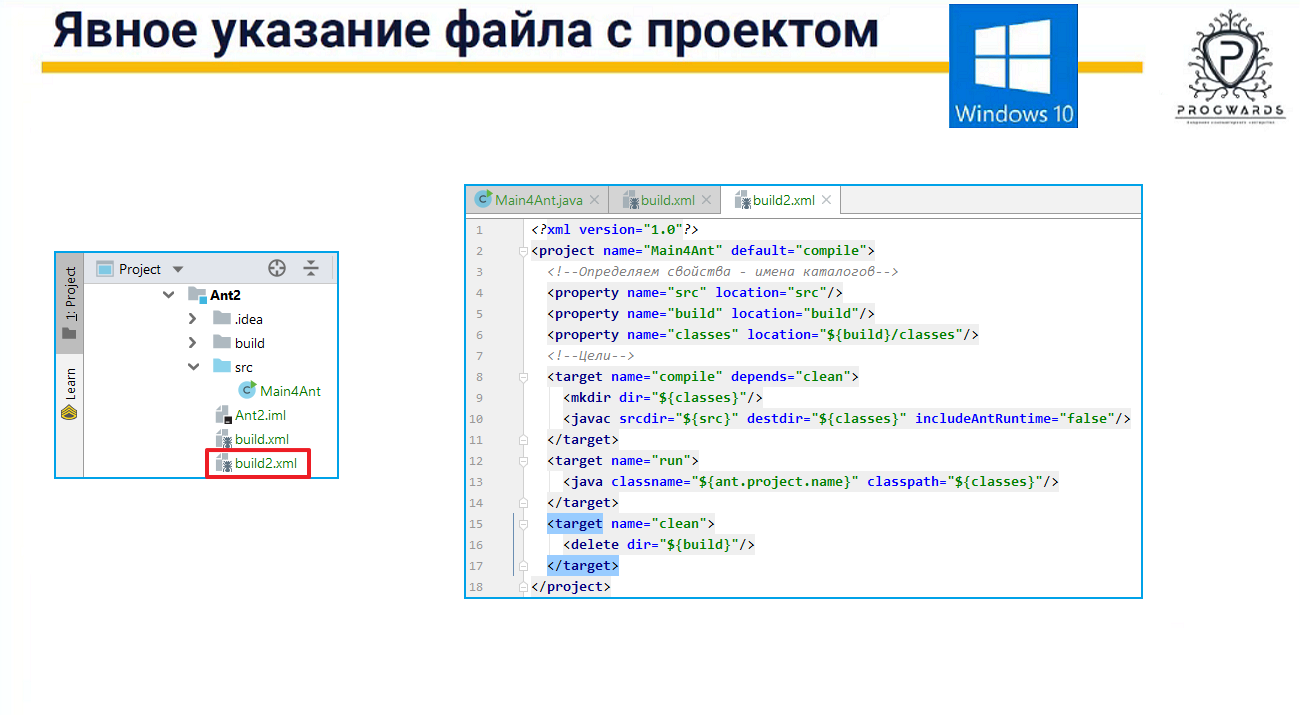 Явное указание файла с проектом
Windows 10
PROGWARDS
1: Project
Learn
Project
Ant2
.idea
build
src
Main4Ant
Ant2.iml
build.xml
build2.xml
Main4Ant.java
build.xml
build2.xml
1 <?xml version="1.0"?>
2 <project name="Main4Ant" default="compile">
3 <!--Определяем свойства - имена каталогов-->
4 <property name="src" location="src"/>
5 <property name="build" location="build"/>
6 <property name="classes" location="${build}/classes"/>
7 <!--Цели-->
8 <target name="compile" depends="clean">
9 <mkdir dir="${classes}"/>
10 <javac srcdir="${src}" destdir="${classes}" includeAntRuntime="false"/>
11 </target>
12 <target name="run">
13 <java classname="${ant.project.name}" classpath="${classes}"/>
14 </target>
15 <target name="clean">
16 <delete dir="${build}"/>
17 </target>
18 </project>